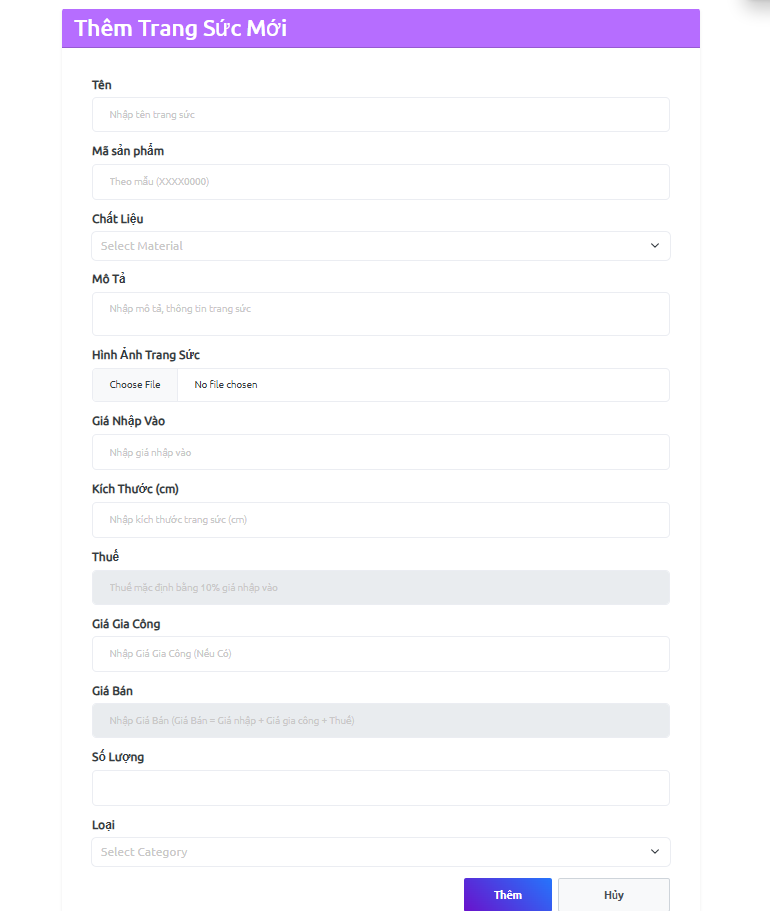 Thêm Trang Sức Mới
Tên
Nhập tên trang sức
Mã sản phẩm
Theo mẫu (XXXX0000)
Chất Liệu
Select Material
Mô Tả
Nhập mô tả, thông tin trang sức
Hình Ảnh Trang Sức
Choose File No file chosen
Giá Nhập Vào
Nhập giá nhập vào
Kích Thước (cm)
Nhập kích thước trang sức (cm)
Thuế
Thuế mặc định bằng 10% giá nhập vào
Giá Gia Công
Nhập Giá Gia Công (Nếu Có)
Giá Bán
Nhập Giá Bán (Giá Bán = Giá nhập + Giá gia công + Thuế)
Số Lượng
Loại
Select Category
Thêm Hủy